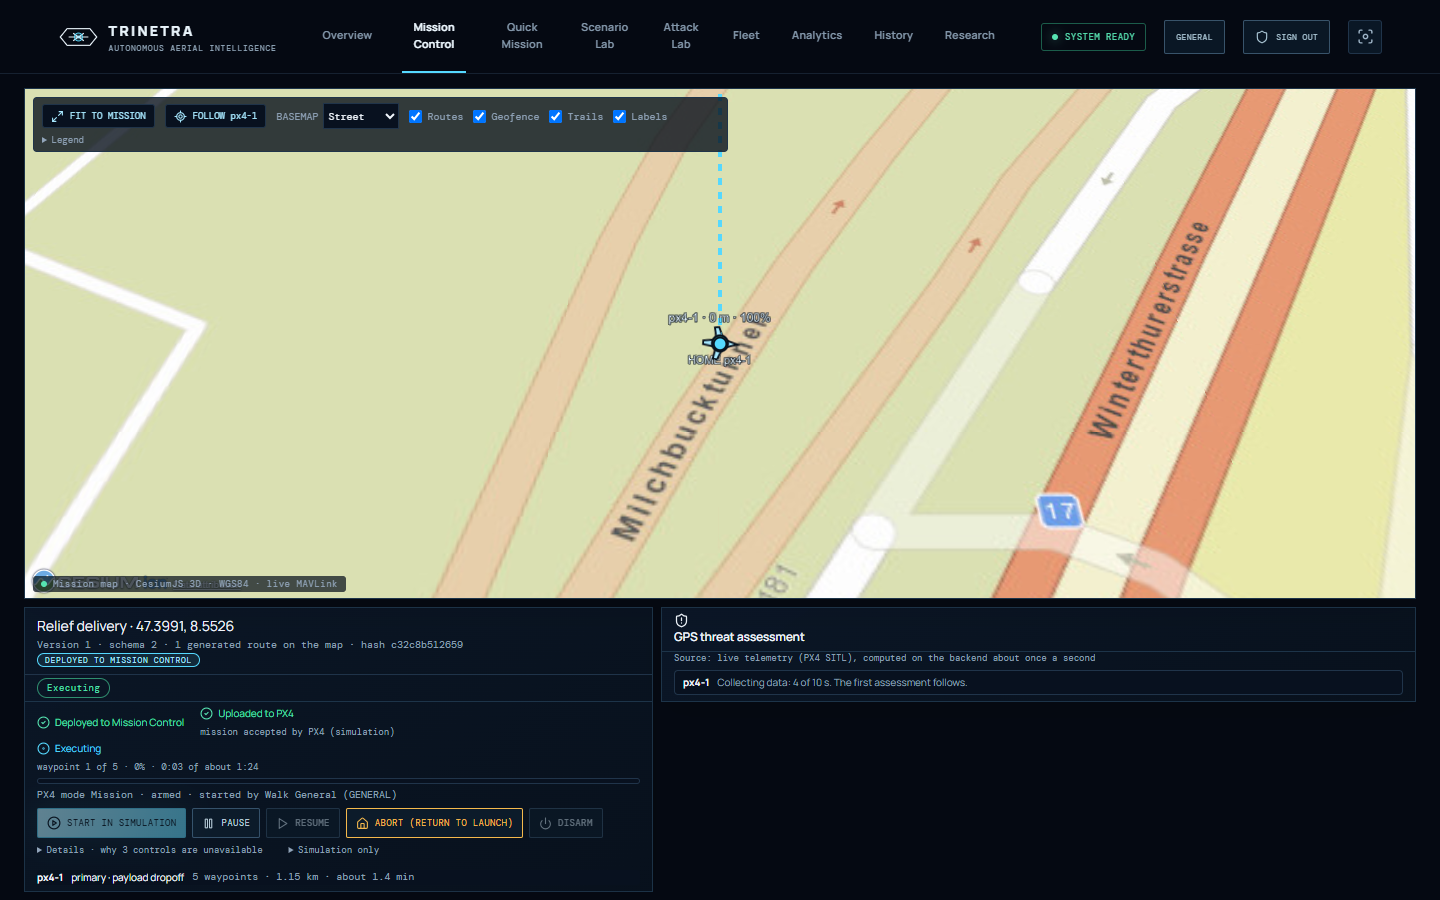 TRINETRA
AUTONOMOUS AERIAL INTELLIGENCE
Overview
Mission Control
Quick Mission
Scenario Lab
Attack Lab
Fleet
Analytics
History
Research
SYSTEM READY
GENERAL
SIGN OUT
FIT TO MISSION
FOLLOW px4-1
BASEMAP
Street
Routes
Geofence
Trails
Labels
Legend
px4-1 · 0 m · 100%
HOME px4-1
Milchbucktunnel
Winterthurerstrasse
17
181
Mission map · CesiumJS 3D · WGS84 · live MAVLink
Relief delivery · 47.3991, 8.5526
Version 1 · schema 2 · 1 generated route on the map · hash c32c8b512659
DEPLOYED TO MISSION CONTROL
Executing
Deployed to Mission Control
Uploaded to PX4
mission accepted by PX4 (simulation)
Executing
waypoint 1 of 5 · 0% · 0:03 of about 1:24
PX4 mode Mission · armed · started by Walk General (GENERAL)
START IN SIMULATION
PAUSE
RESUME
ABORT (RETURN TO LAUNCH)
DISARM
Details · why 3 controls are unavailable
Simulation only
px4-1 primary · payload dropoff 5 waypoints · 1.15 km · about 1.4 min
GPS threat assessment
Source: live telemetry (PX4 SITL), computed on the backend about once a second
px4-1 Collecting data: 4 of 10 s. The first assessment follows.